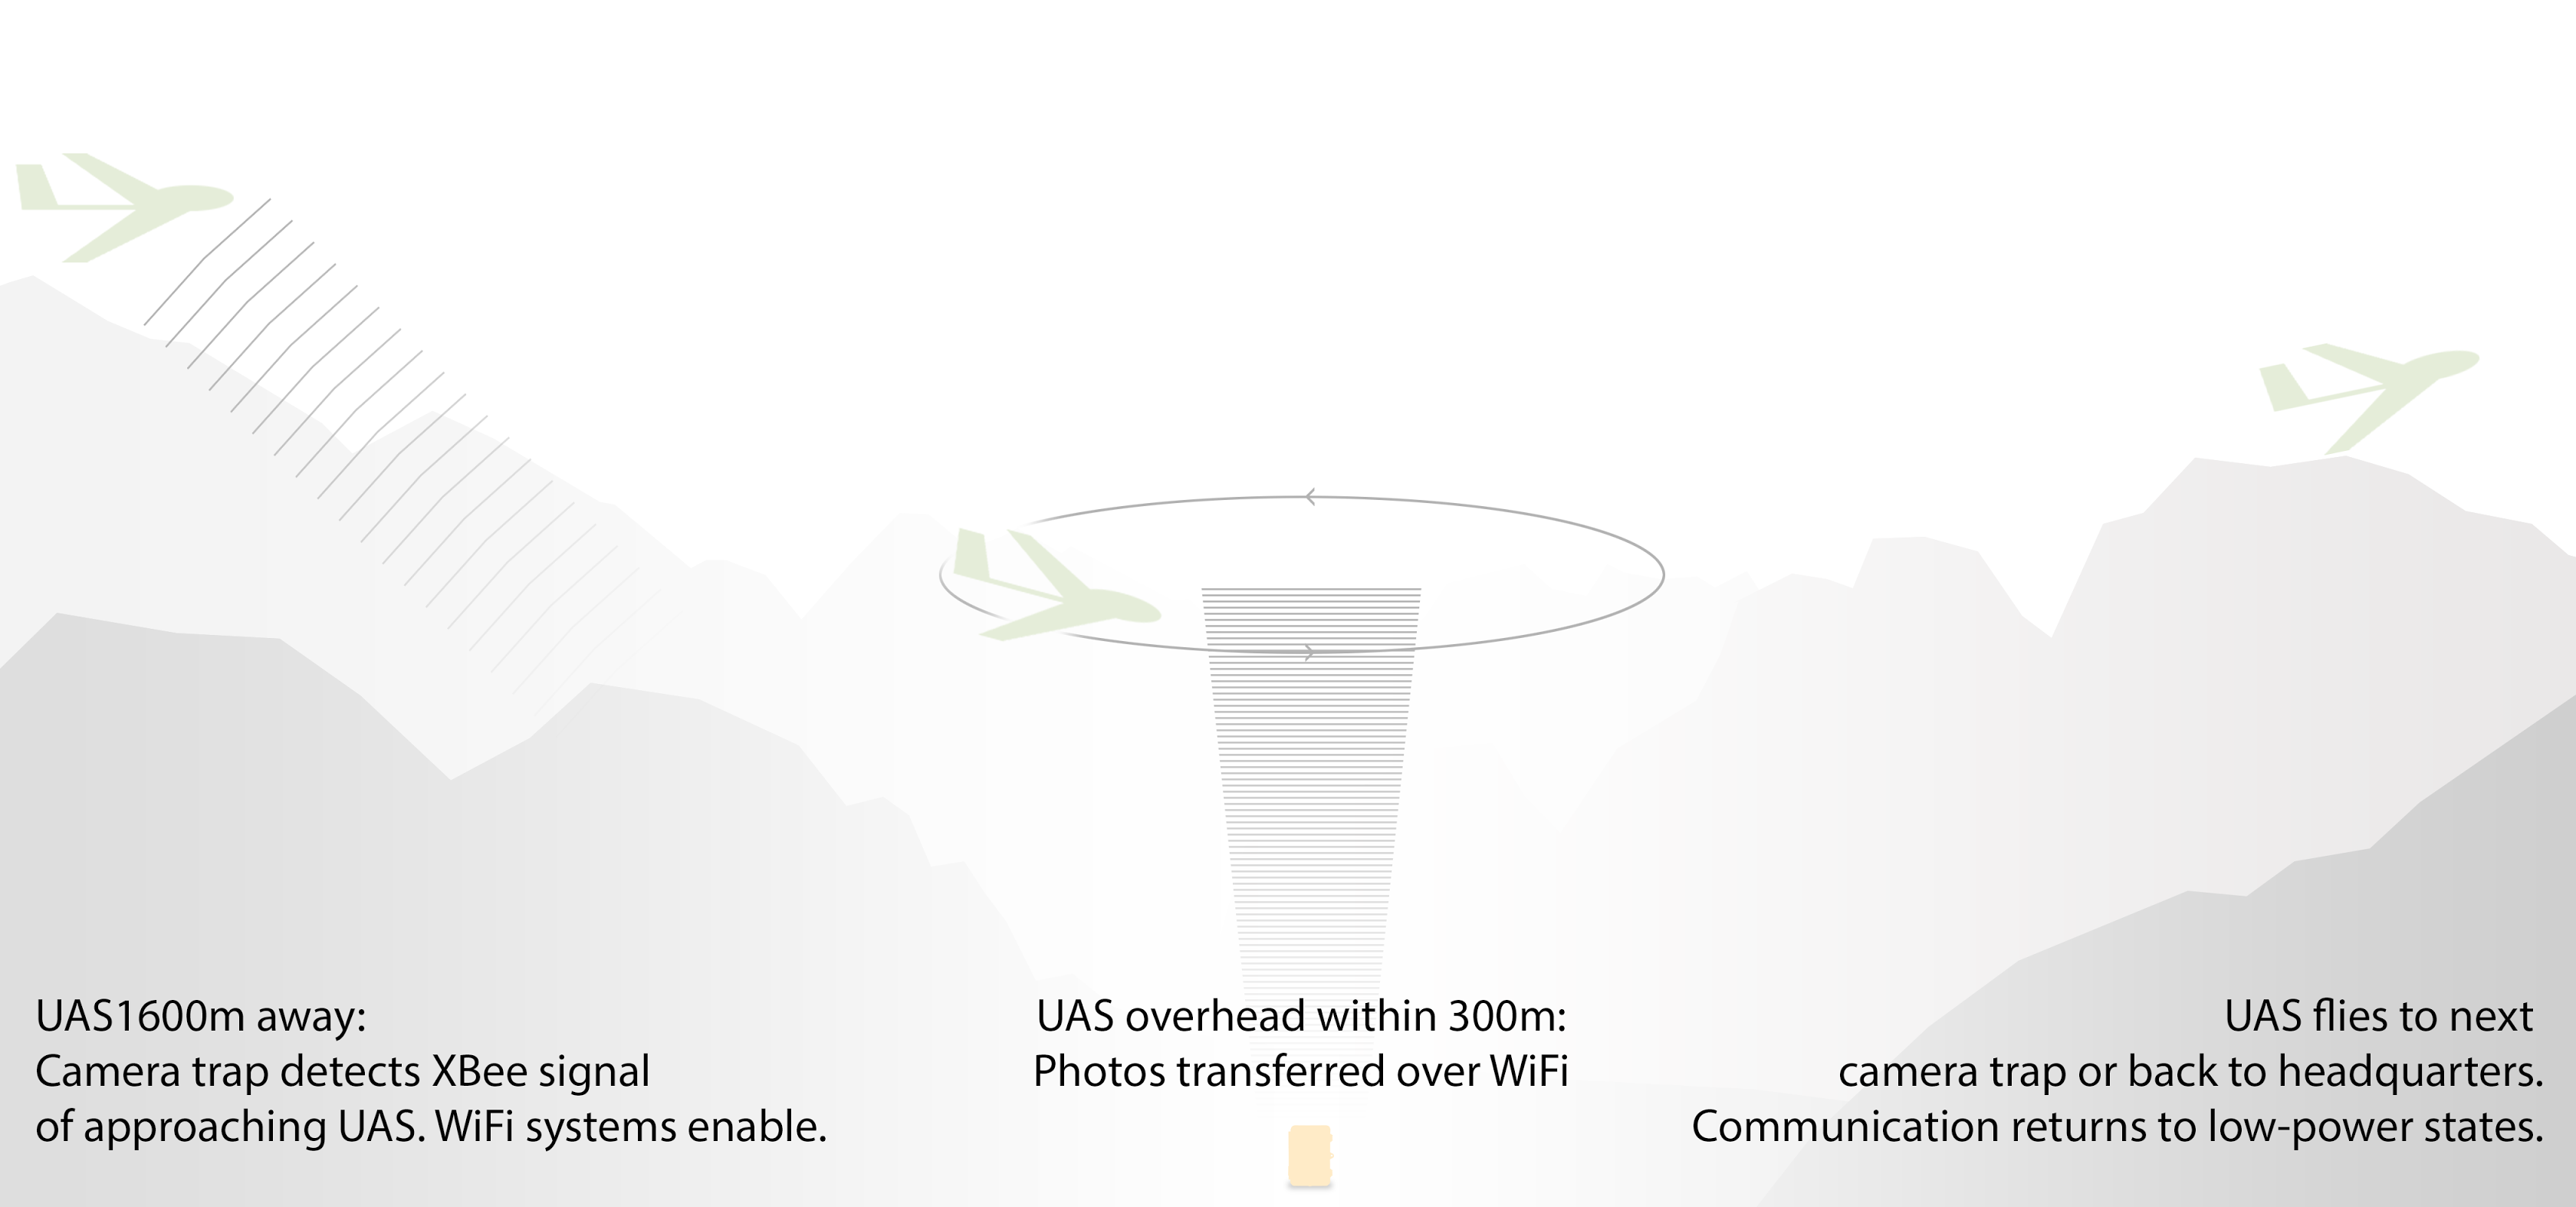 UAS1600m away:
Camera trap detects XBee signal
of approaching UAS. WiFi systems enable.
UAS overhead within 300m:
Photos transferred over WiFi
UAS flies to next
camera trap or back to headquarters.
Communication returns to low-power states.